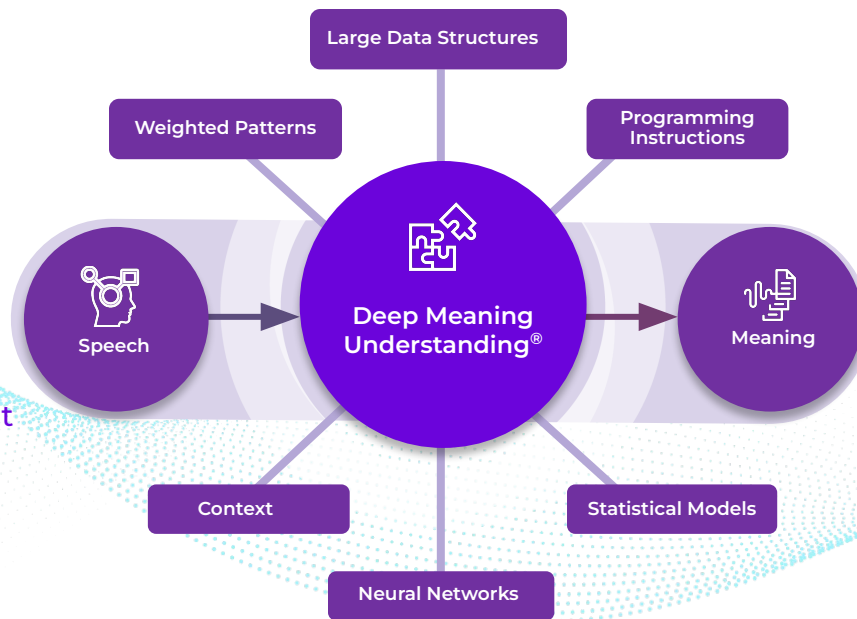 Large Data Structures
Weighted Patterns
Programming
Instructions
Speech
Deep Meaning
Understanding®
Meaning
t
Context
Statistical Models
Neural Networks